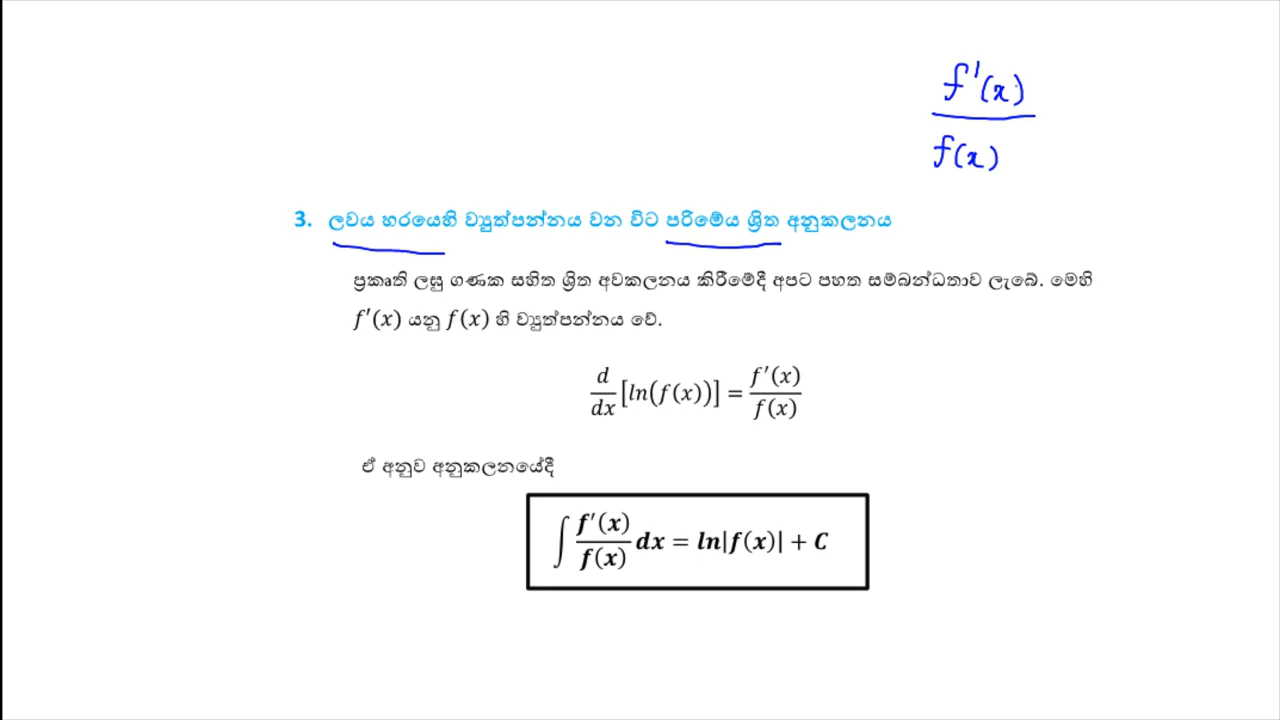 f'(x)
f(x)
3. ලවය හරයෙහි ව්‍යුත්පන්නය වන විට පරිමේය ශ්‍රිත අනුකලනය
ප්‍රකෘති ලඝු ගණක සහිත ශ්‍රිත අවකලනය කිරීමේදී අපට පහත සම්බන්ධතාව ලැබේ. මෙහි
f'(x) යනු f(x) හි ව්‍යුත්පන්නය වේ.
d/dx [ln(f(x))] = f'(x)/f(x)
ඒ අනුව අනුකලනයේදී
∫ f'(x)/f(x) dx = ln|f(x)| + C